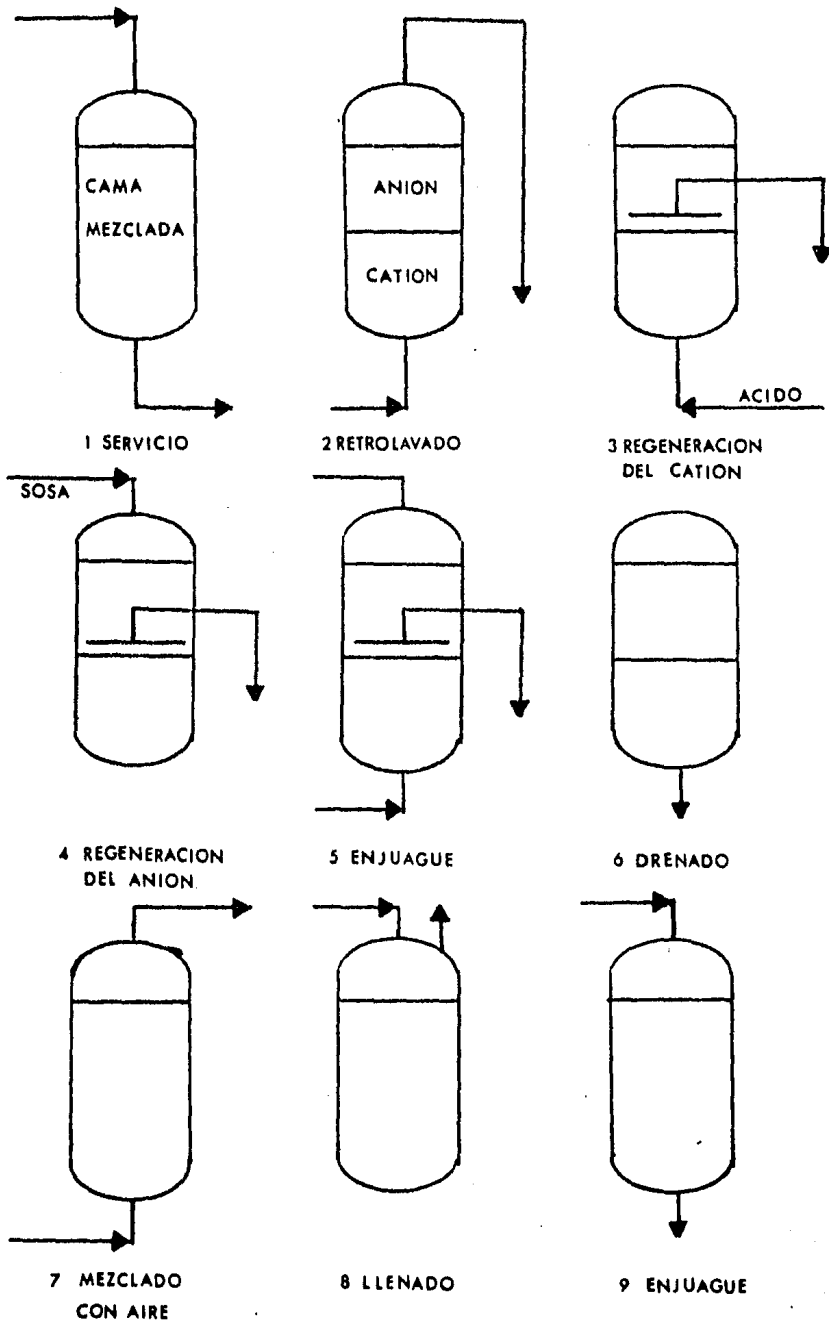 CAMA
MEZCLADA
ANION
CATION
ACIDO
1 SERVICIO
2 RETROLAVADO
3 REGENERACION
DEL CATION
SOSA
4 REGENERACION
DEL ANION
5 ENJUAGUE
6 DRENADO
7 MEZCLADO
CON AIRE
8 LLENADO
9 ENJUAGUE